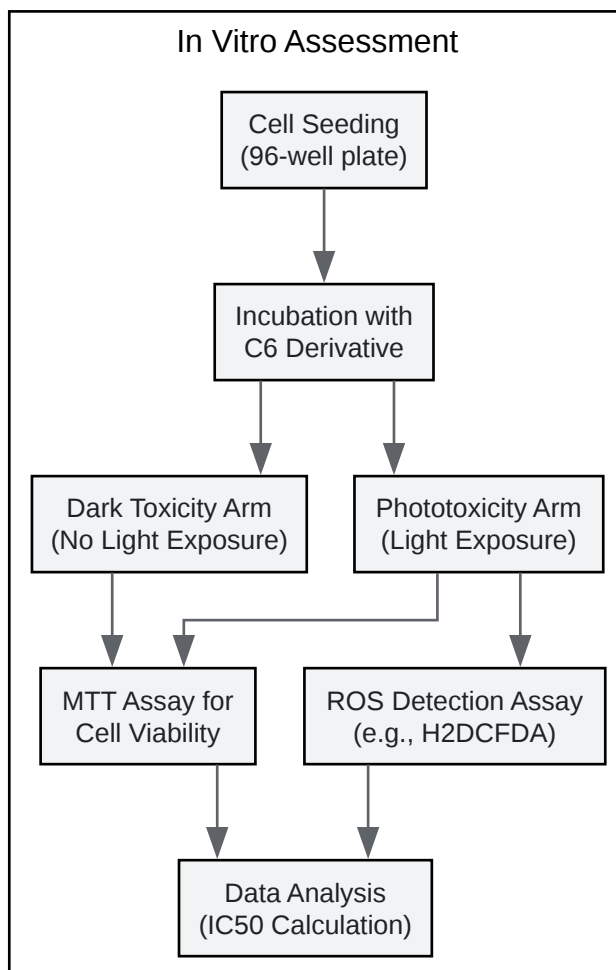 In Vitro Assessment
Cell Seeding
(96-well plate)
Incubation with
C6 Derivative
Dark Toxicity Arm
(No Light Exposure)
Phototoxicity Arm
(Light Exposure)
MTT Assay for
Cell Viability
ROS Detection Assay
(e.g., H2DCFDA)
Data Analysis
(IC50 Calculation)